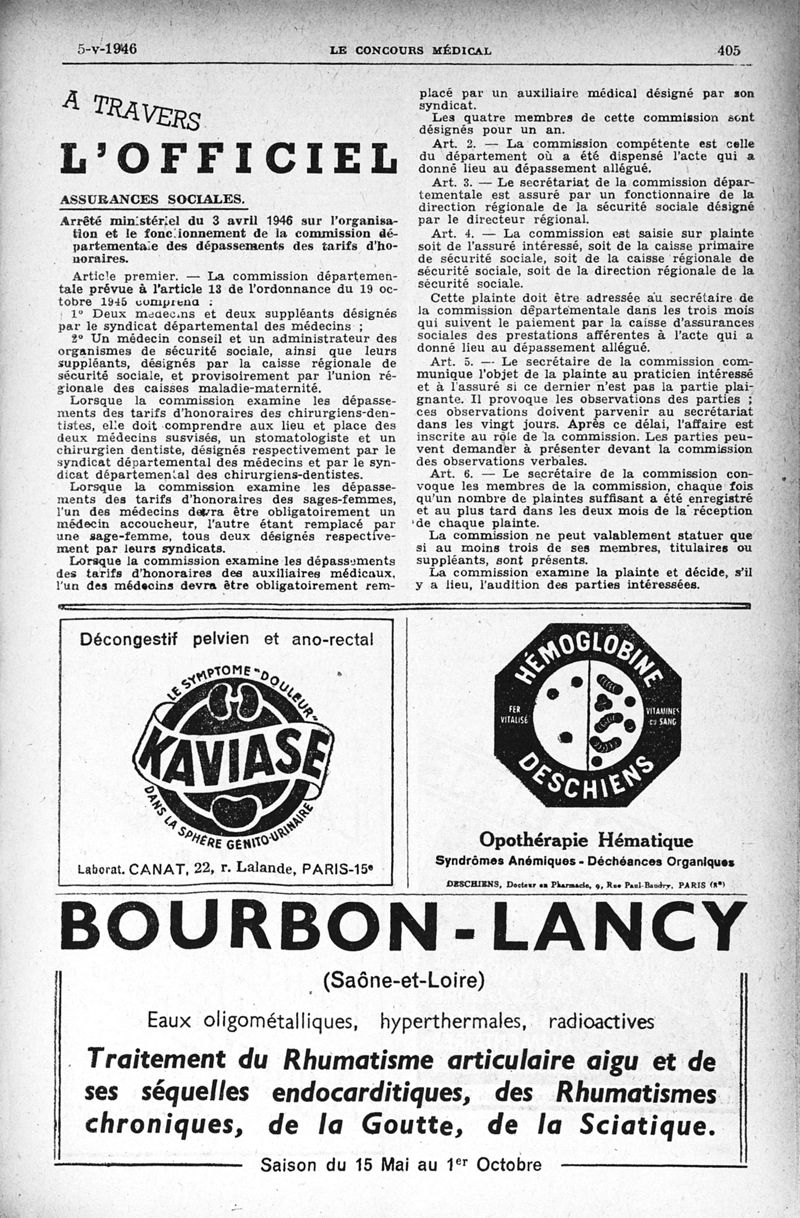 5-v-1946 LE CONCOURS MÉDICAL 405
A TRAVERS
L'OFFICIEL
ASSURANCES SOCIALES.
Arrêté ministériel du 3 avril 1946 sur l'organisa-
tion et le fonctionnement de la commission dé-
partementale des dépassements des tarifs d'ho-
noraires.
Article premier. — La commission départemen-
tale prévue à l'article 13 de l'ordonnance du 19 oc-
tobre 1945 comprend :
1° Deux médecins et deux suppléants désignés
par le syndicat départemental des médecins ;
2° Un médecin conseil et un administrateur des
organismes de sécurité sociale, ainsi que leurs
suppléants, désignés par la caisse régionale de
sécurité sociale, et provisoirement par l'union ré-
gionale des caisses maladie-maternité.
Lorsque la commission examine les dépasse-
ments des tarifs d'honoraires des chirurgiens-den-
tistes, elle doit comprendre aux lieu et place des
deux médecins susvisés, un stomatologiste et un
chirurgien dentiste, désignés respectivement par le
syndicat départemental des médecins et par le syn-
dicat départemental des chirurgiens-dentistes.
Lorsque la commission examine les dépasse-
ments des tarifs d'honoraires des sages-femmes,
l'un des médecins devra être obligatoirement un
médecin accoucheur, l'autre étant remplacé par
une sage-femme, tous deux désignés respective-
ment par leurs syndicats.
Lorsque la commission examine les dépassements
des tarifs d'honoraires des auxiliaires médicaux,
l'un des médecins devra être obligatoirement rem-
placé par un auxiliaire médical désigné par son
syndicat.
Les quatre membres de cette commission sont
désignés pour un an.
Art. 2. — La commission compétente est celle
du département où a été dispensé l'acte qui a
donné lieu au dépassement allégué.
Art. 3. — Le secrétariat de la commission dépar-
tementale est assuré par un fonctionnaire de la
direction régionale de la sécurité sociale désigné
par le directeur régional.
Art. 4. — La commission est saisie sur plainte
soit de l'assuré intéressé, soit de la caisse primaire
de sécurité sociale, soit de la caisse régionale de
sécurité sociale, soit de la direction régionale de la
sécurité sociale.
Cette plainte doit être adressée au secrétaire de
la commission départementale dans les trois mois
qui suivent le paiement par la caisse d'assurances
sociales des prestations afférentes à l'acte qui a
donné lieu au dépassement allégué.
Art. 5. — Le secrétaire de la commission com-
munique l'objet de la plainte au praticien intéressé
et à l'assuré si ce dernier n'est pas la partie plai-
gnante. Il provoque les observations des parties ;
ces observations doivent parvenir au secrétariat
dans les vingt jours. Après ce délai, l'affaire est
inscrite au rôle de la commission. Les parties peu-
vent demander à présenter devant la commission
des observations verbales.
Art. 6. — Le secrétaire de la commission con-
voque les membres de la commission, chaque fois
qu'un nombre de plaintes suffisant a été enregistré
et au plus tard dans les deux mois de la réception
de chaque plainte.
La commission ne peut valablement statuer que
si au moins trois de ses membres, titulaires ou
suppléants, sont présents.
La commission examine la plainte et décide, s'il
y a lieu, l'audition des parties intéressées.
Décongestif pelvien et ano-rectal
LE SYMPTOME "DOULEUR"
KAVIASE
DANS LA SPHÈRE GÉNITO-URINAIRE
Laborat. CANAT, 22, r. Lalande, PARIS-15e
HÉMOGLOBINE
FER
VITALISÉ
VITAMINES
DU SANG
DESCHIENS
Opothérapie Hématique
Syndrômes Anémiques - Déchéances Organiques
DESCHIENS, Docteur en Pharmacie, 9, Rue Paul-Baudry, PARIS (8e)
BOURBON-LANCY
(Saône-et-Loire)
Eaux oligométalliques, hyperthermales, radioactives
Traitement du Rhumatisme articulaire aigu et de
ses séquelles endocarditiques, des Rhumatismes
chroniques, de la Goutte, de la Sciatique.
Saison du 15 Mai au 1er Octobre